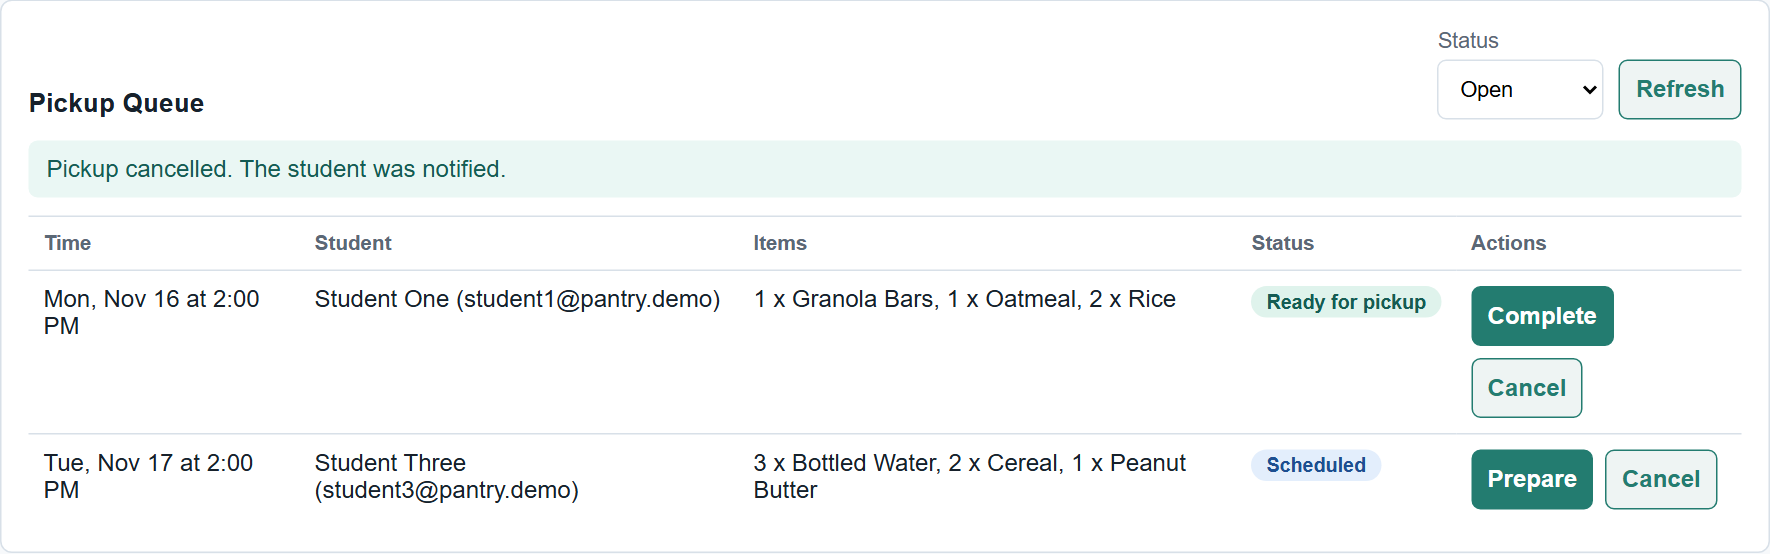 Status
Open
Refresh
Pickup Queue
Pickup cancelled. The student was notified.
Time Student Items Status Actions
Mon, Nov 16 at 2:00 PM
Student One (student1@pantry.demo)
1 x Granola Bars, 1 x Oatmeal, 2 x Rice
Ready for pickup
Complete
Cancel
Tue, Nov 17 at 2:00 PM
Student Three
(student3@pantry.demo)
3 x Bottled Water, 2 x Cereal, 1 x Peanut
Butter
Scheduled
Prepare
Cancel